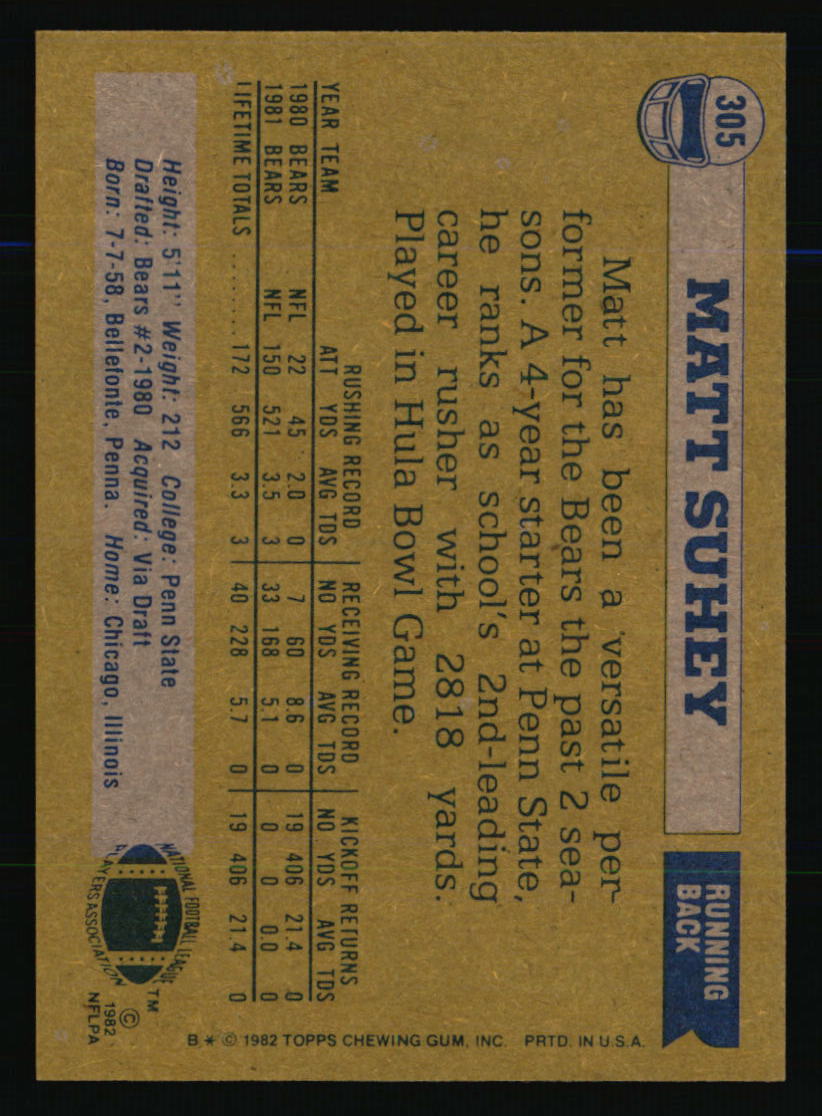 305
MATT SUHEY
RUNNING
BACK
Matt has been a versatile per-
former for the Bears the past 2 sea-
sons. A 4-year starter at Penn State,
he ranks as school's 2nd-leading
career rusher with 2818 yards.
Played in Hula Bowl Game.
RUSHING RECORD RECEIVING RECORD KICKOFF RETURNS
YEAR TEAM ATT YDS AVG TDS NO YDS AVG TDS NO YDS AVG TDS
1980 BEARS NFL 22 45 2.0 0 7 60 8.6 0 19 406 21.4 0
1981 BEARS NFL 150 521 3.5 3 33 168 5.1 0 0 0 0.0 0
LIFETIME TOTALS ........ 172 566 3.3 3 40 228 5.7 0 19 406 21.4 0
Height: 5'11" Weight: 212 College: Penn State
Drafted: Bears #2-1980 Acquired: Via Draft
Born: 7-7-58, Bellefonte, Penna. Home: Chicago, Illinois
NATIONAL FOOTBALL LEAGUE
PLAYERS ASSOCIATION
TM
©
1982
NFLPA
B * © 1982 TOPPS CHEWING GUM, INC. PRTD. IN U.S.A.